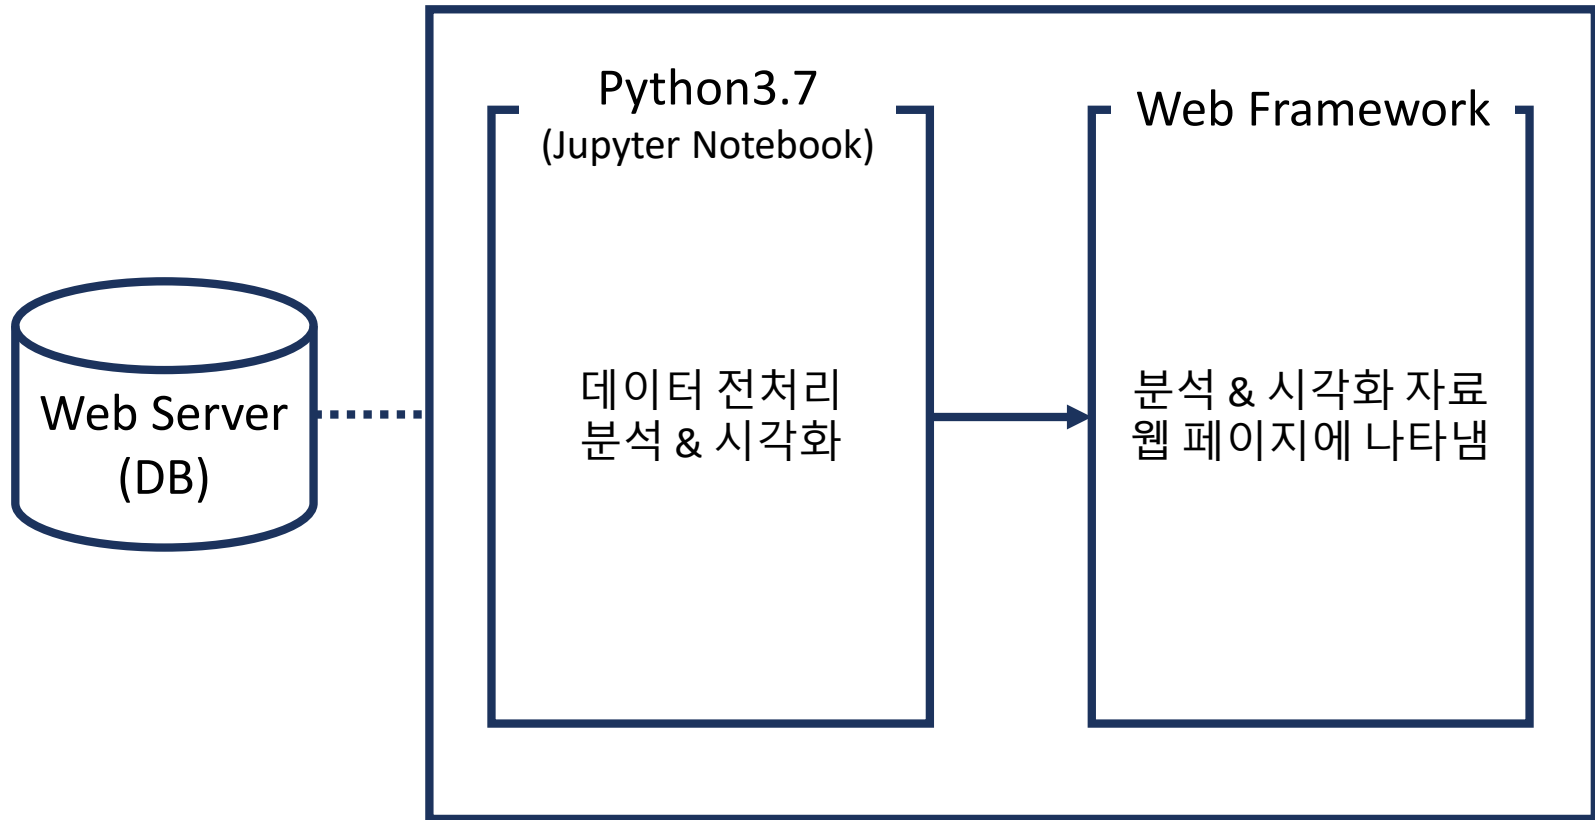 Python3.7
(Jupyter Notebook)
Web Framework
Web Server
(DB)
데이터 전처리
분석 & 시각화
분석 & 시각화 자료
웹 페이지에 나타냄